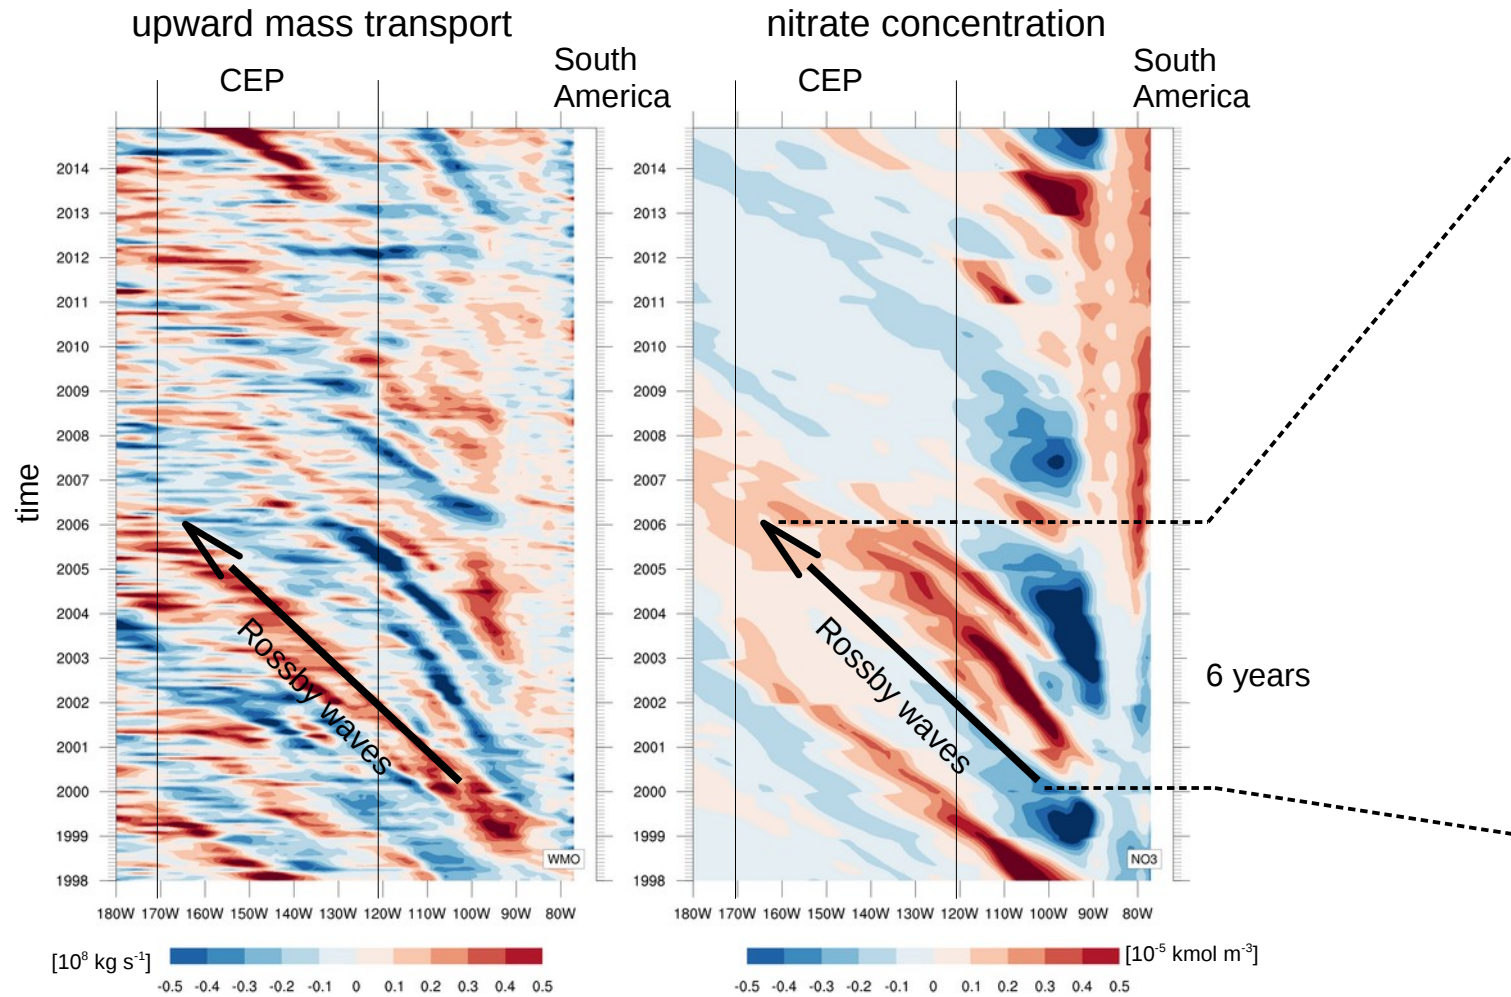 upward mass transport
nitrate concentration
CEP
South
America
CEP
South
America
time
2014
2013
2012
2011
2010
2009
2008
2007
2006
2005
2004
2003
2002
2001
2000
1999
1998
Rossby waves
WMO
180W 170W 160W 150W 140W 130W 120W 110W 100W 90W 80W
[10⁸ kg s⁻¹]
-0.5 -0.4 -0.3 -0.2 -0.1 0 0.1 0.2 0.3 0.4 0.5
2014
2013
2012
2011
2010
2009
2008
2007
2006
2005
2004
2003
2002
2001
2000
1999
1998
Rossby waves
NO3
180W 170W 160W 150W 140W 130W 120W 110W 100W 90W 80W
[10⁻⁵ kmol m⁻³]
-0.5 -0.4 -0.3 -0.2 -0.1 0 0.1 0.2 0.3 0.4 0.5
6 years